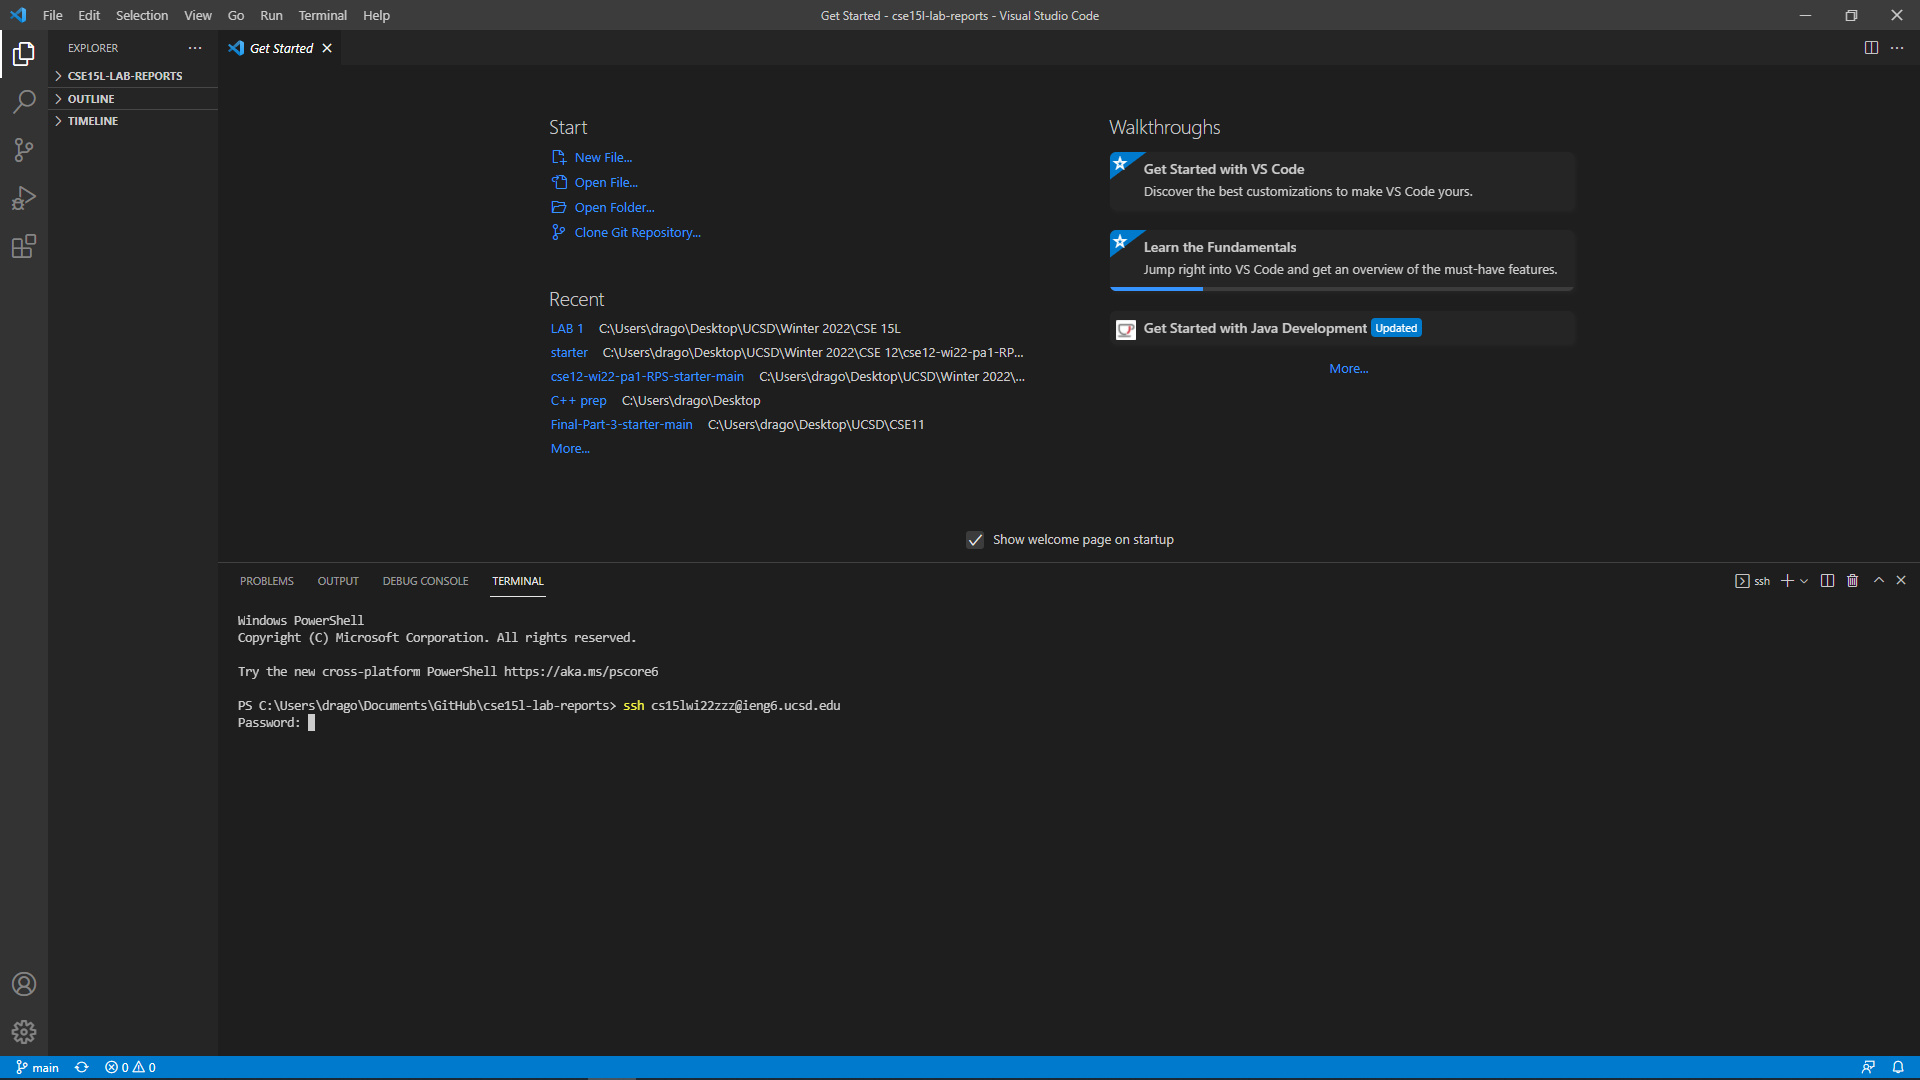 File Edit Selection View Go Run Terminal Help
Get Started - cse15l-lab-reports - Visual Studio Code
EXPLORER
CSE15L-LAB-REPORTS
OUTLINE
TIMELINE
Get Started
Start
New File...
Open File...
Open Folder...
Clone Git Repository...
Recent
LAB 1 C:\Users\drago\Desktop\UCSD\Winter 2022\CSE 15L
starter C:\Users\drago\Desktop\UCSD\Winter 2022\CSE 12\cse12-wi22-pa1-RP...
cse12-wi22-pa1-RPS-starter-main C:\Users\drago\Desktop\UCSD\Winter 2022\...
C++ prep C:\Users\drago\Desktop
Final-Part-3-starter-main C:\Users\drago\Desktop\UCSD\CSE11
More...
Walkthroughs
Get Started with VS Code
Discover the best customizations to make VS Code yours.
Learn the Fundamentals
Jump right into VS Code and get an overview of the must-have features.
Get Started with Java Development Updated
More...
Show welcome page on startup
PROBLEMS OUTPUT DEBUG CONSOLE TERMINAL
ssh
Windows PowerShell
Copyright (C) Microsoft Corporation. All rights reserved.
Try the new cross-platform PowerShell https://aka.ms/pscore6
PS C:\Users\drago\Documents\GitHub\cse15l-lab-reports> ssh cs15lwi22zzz@ieng6.ucsd.edu
Password:
main 0 0